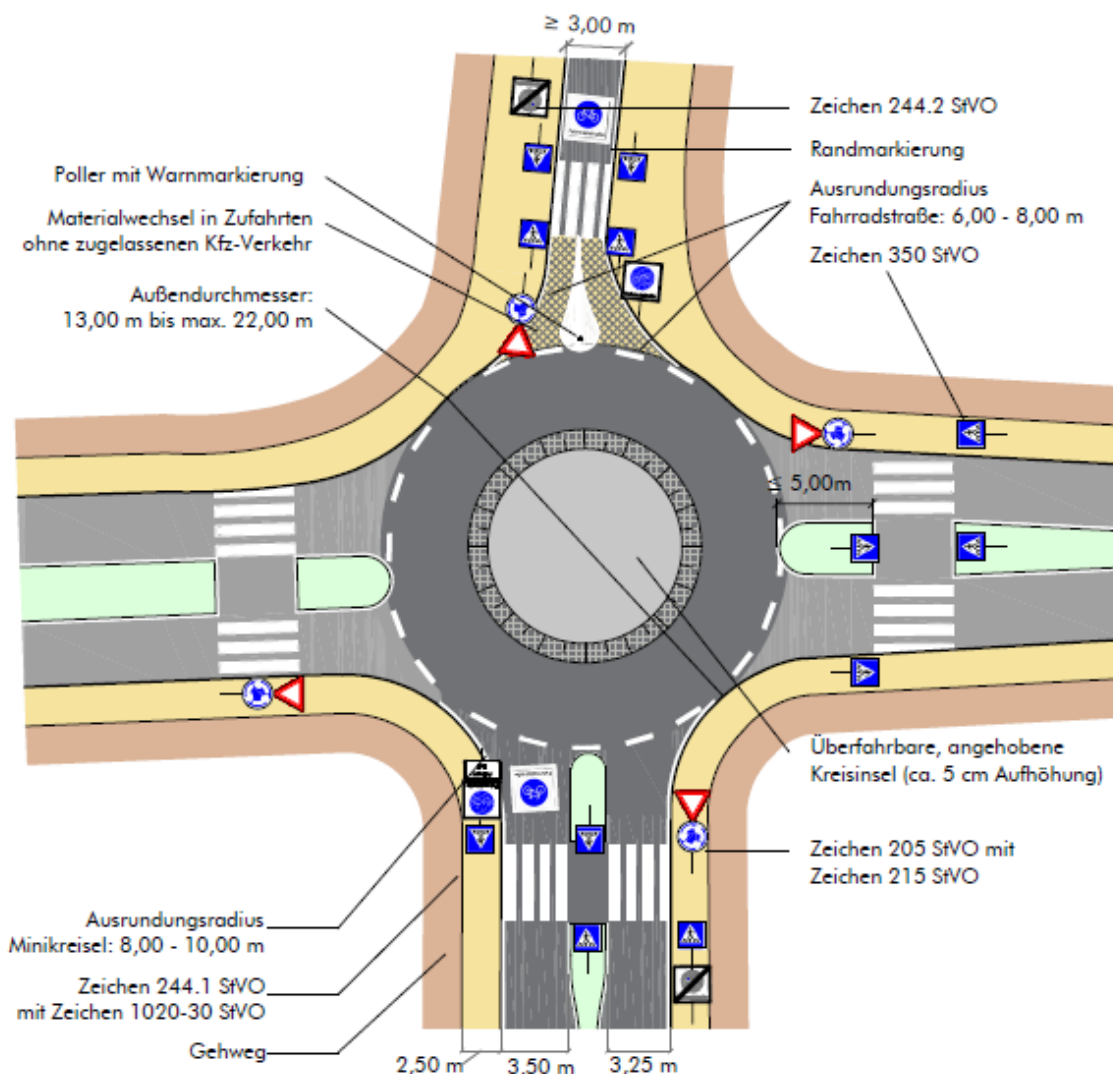 ≥ 3,00 m
Zeichen 244.2 StVO
Randmarkierung
Poller mit Warnmarkierung
Ausrundungsradius
Fahrradstraße: 6,00 - 8,00 m
Materialwechsel in Zufahrten
ohne zugelassenen Kfz-Verkehr
Zeichen 350 StVO
Außendurchmesser:
13,00 m bis max. 22,00 m
≤ 5,00m
Überfahrbare, angehobene
Kreisinsel (ca. 5 cm Aufhöhung)
Zeichen 205 StVO mit
Zeichen 215 StVO
Ausrundungsradius
Minikreisel: 8,00 - 10,00 m
Zeichen 244.1 StVO
mit Zeichen 1020-30 StVO
Gehweg
2,50 m
3,50 m
3,25 m